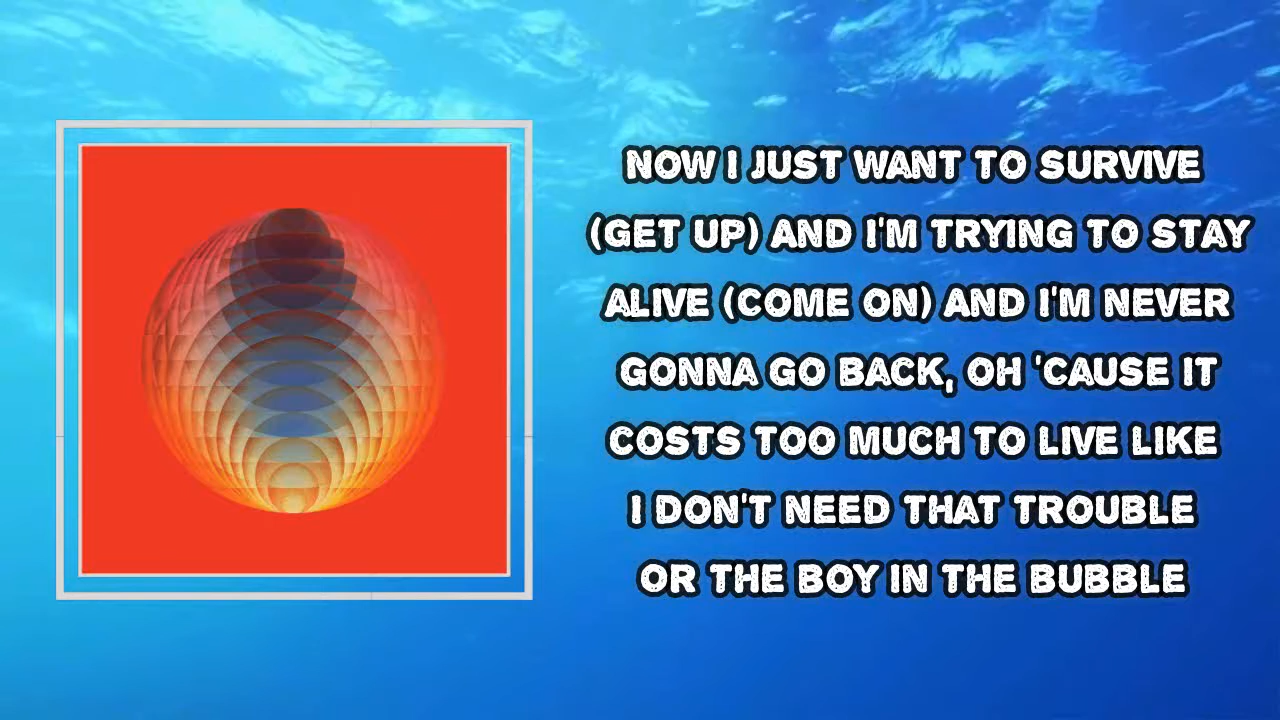 NOW I JUST WANT TO SURVIVE
(GET UP) AND I'M TRYING TO STAY
ALIVE (COME ON) AND I'M NEVER
GONNA GO BACK, OH 'CAUSE IT
COSTS TOO MUCH TO LIVE LIKE
I DON'T NEED THAT TROUBLE
OR THE BOY IN THE BUBBLE